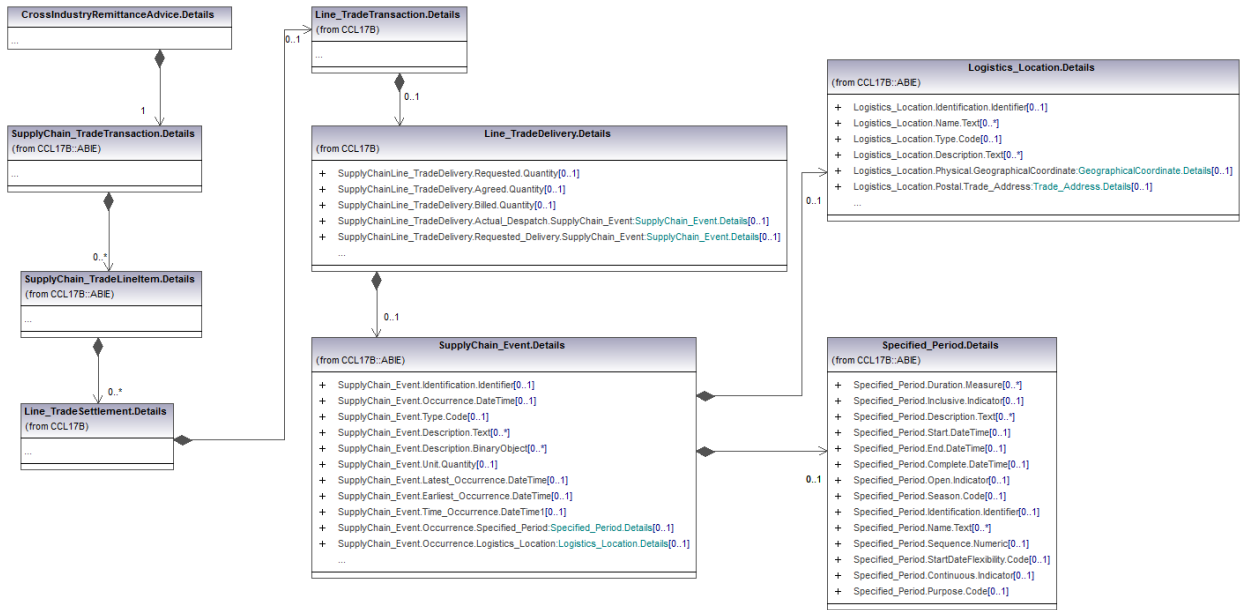 CrossIndustryRemittanceAdvice.Details
...
1
SupplyChain_TradeTransaction.Details
(from CCL17B::ABIE)
...
0..*
SupplyChain_TradeLineItem.Details
(from CCL17B::ABIE)
...
0..*
Line_TradeSettlement.Details
(from CCL17B)
...
0..1
Line_TradeTransaction.Details
(from CCL17B)
...
0..1
Line_TradeDelivery.Details
(from CCL17B)
+ SupplyChainLine_TradeDelivery.Requested.Quantity[0..1]
+ SupplyChainLine_TradeDelivery.Agreed.Quantity[0..1]
+ SupplyChainLine_TradeDelivery.Billed.Quantity[0..1]
+ SupplyChainLine_TradeDelivery.Actual_Despatch.SupplyChain_Event:SupplyChain_Event.Details[0..1]
+ SupplyChainLine_TradeDelivery.Requested_Delivery.SupplyChain_Event:SupplyChain_Event.Details[0..1]
...
0..1
SupplyChain_Event.Details
(from CCL17B::ABIE)
+ SupplyChain_Event.Identification.Identifier[0..1]
+ SupplyChain_Event.Occurrence.DateTime[0..1]
+ SupplyChain_Event.Type.Code[0..1]
+ SupplyChain_Event.Description.Text[0..*]
+ SupplyChain_Event.Description.BinaryObject[0..*]
+ SupplyChain_Event.Unit.Quantity[0..1]
+ SupplyChain_Event.Latest_Occurrence.DateTime[0..1]
+ SupplyChain_Event.Earliest_Occurrence.DateTime[0..1]
+ SupplyChain_Event.Time_Occurrence.DateTime1[0..1]
+ SupplyChain_Event.Occurrence.Specified_Period:Specified_Period.Details[0..1]
+ SupplyChain_Event.Occurrence.Logistics_Location:Logistics_Location.Details[0..1]
...
0..1
Logistics_Location.Details
(from CCL17B::ABIE)
+ Logistics_Location.Identification.Identifier[0..1]
+ Logistics_Location.Name.Text[0..*]
+ Logistics_Location.Type.Code[0..1]
+ Logistics_Location.Description.Text[0..*]
+ Logistics_Location.Physical.GeographicalCoordinate:GeographicalCoordinate.Details[0..1]
+ Logistics_Location.Postal.Trade_Address:Trade_Address.Details[0..1]
...
0..1
Specified_Period.Details
(from CCL17B::ABIE)
+ Specified_Period.Duration.Measure[0..*]
+ Specified_Period.Inclusive.Indicator[0..1]
+ Specified_Period.Description.Text[0..*]
+ Specified_Period.Start.DateTime[0..1]
+ Specified_Period.End.DateTime[0..1]
+ Specified_Period.Complete.DateTime[0..1]
+ Specified_Period.Open.Indicator[0..1]
+ Specified_Period.Season.Code[0..1]
+ Specified_Period.Identification.Identifier[0..1]
+ Specified_Period.Name.Text[0..*]
+ Specified_Period.Sequence.Numeric[0..1]
+ Specified_Period.StartDateFlexibility.Code[0..1]
+ Specified_Period.Continuous.Indicator[0..1]
+ Specified_Period.Purpose.Code[0..1]